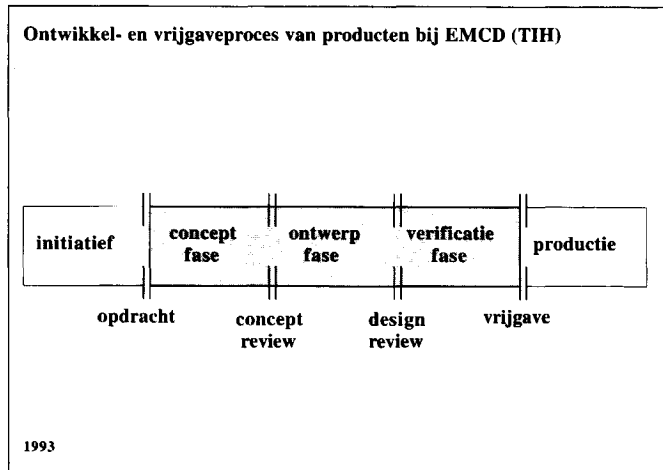 Ontwikkel- en vrijgaveproces van producten bij EMCD (TIH)
initiatief
concept
fase
ontwerp
fase
verificatie
fase
productie
opdracht
concept
review
design
review
vrijgave
1993